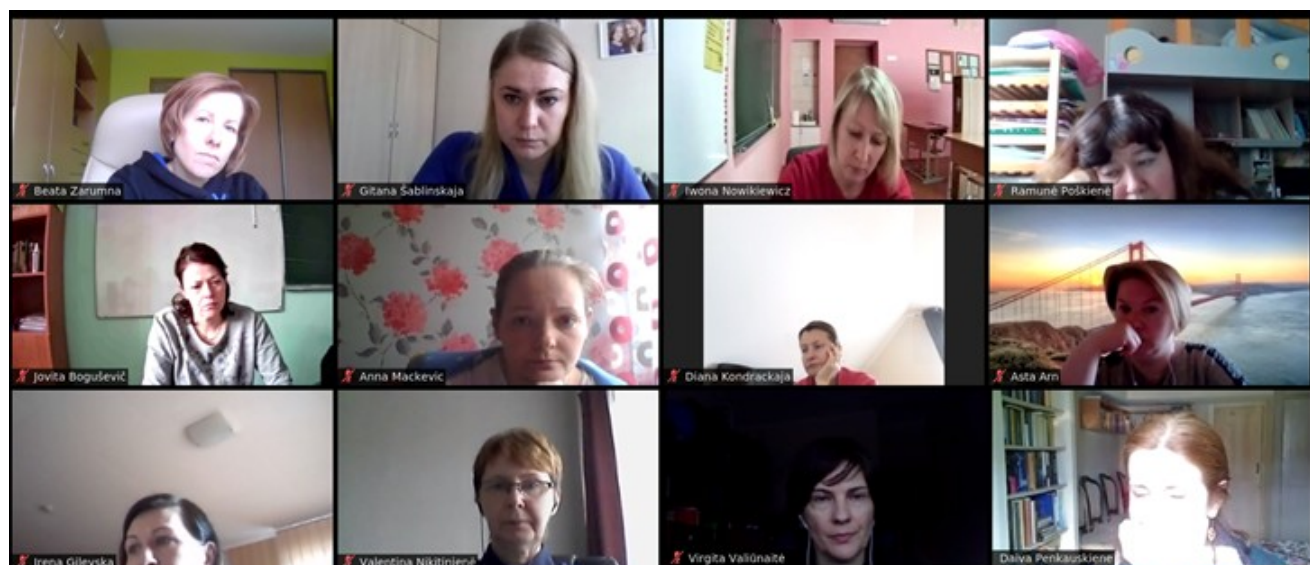 Beata Zarumna
Gitana Šablinskaja
Iwona Nowikiewicz
Ramunė Poškienė
Jovita Boguševič
Anna Mackevic
Diana Kondrackaja
Asta Arn
Irena Gilevska
Valentina Nikitinienė
Virgita Valiūnaitė
Daiva Penkauskienė